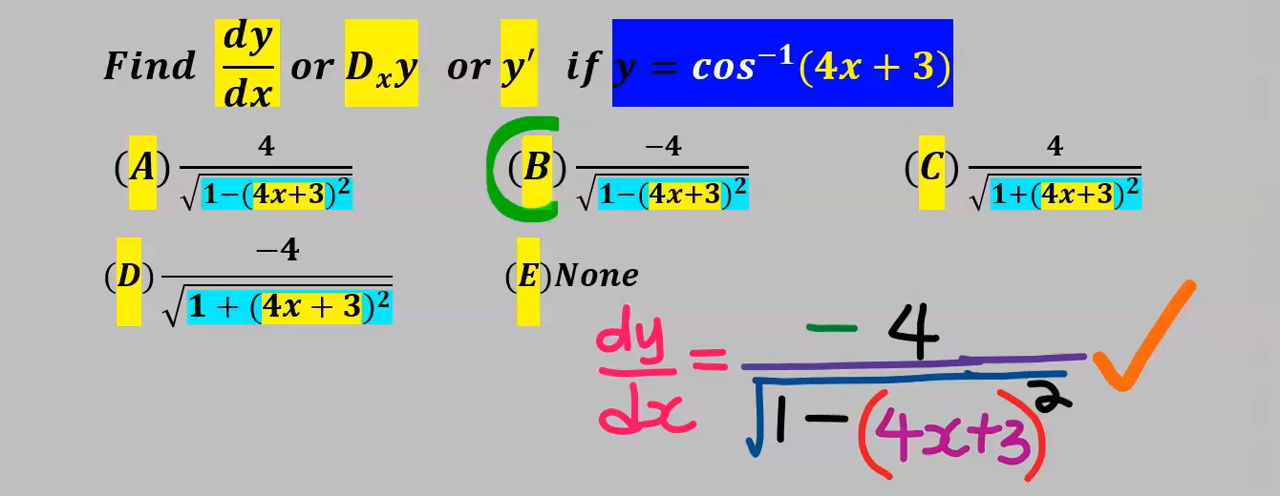 Find dy/dx or Dₓy or y′ if y = cos⁻¹(4x + 3)
(A) 4/√(1−(4x+3)²) (B) −4/√(1−(4x+3)²) (C) 4/√(1+(4x+3)²)
(D) −4/√(1 + (4x + 3)²) (E) None
dy/dx = −4/√(1−(4x+3)²)